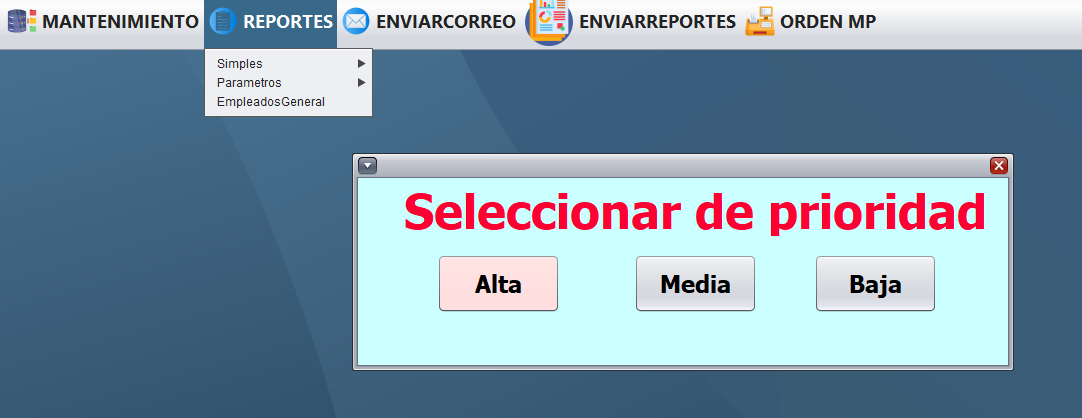 MANTENIMIENTO REPORTES ENVIARCORREO ENVIARREPORTES ORDEN MP
Simples
Parametros
EmpleadosGeneral
Seleccionar de prioridad
Alta Media Baja